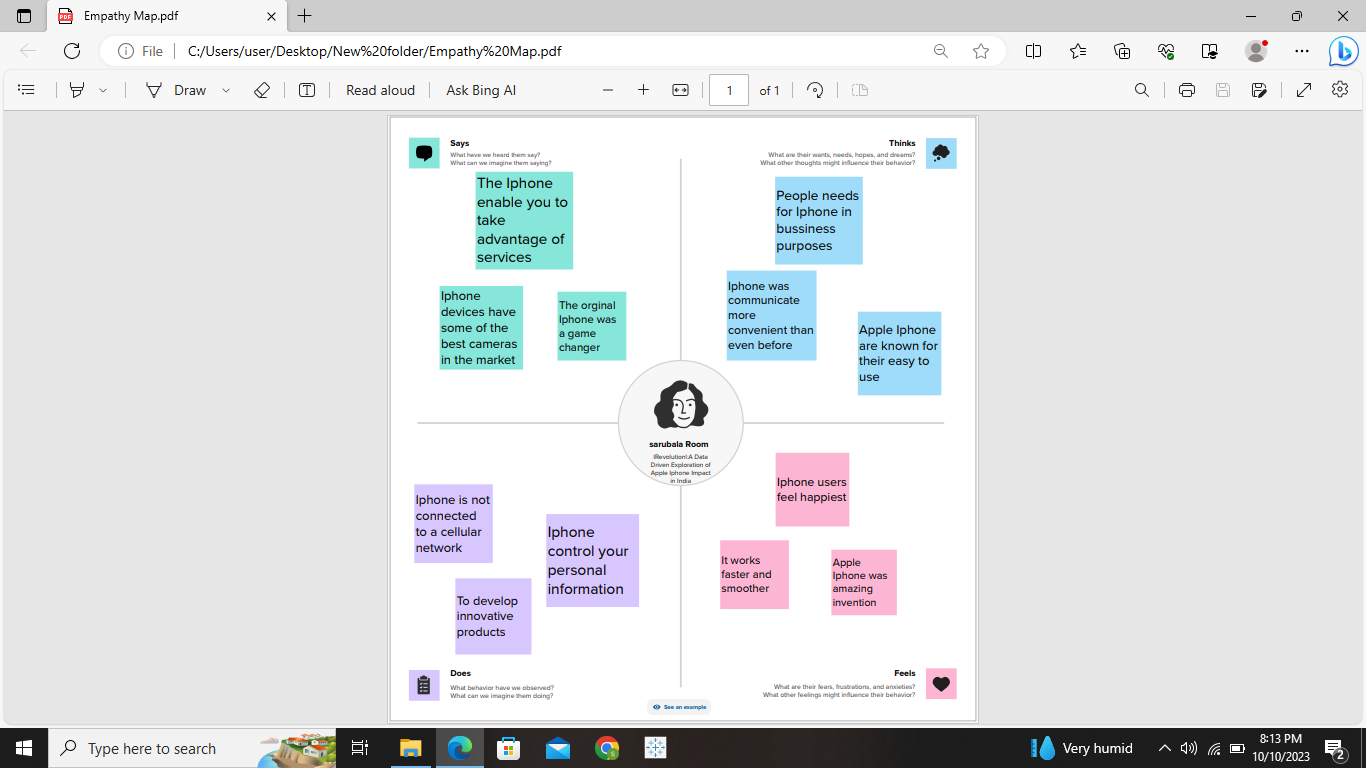 Empathy Map.pdf
File
C:/Users/user/Desktop/New%20folder/Empathy%20Map.pdf
Draw
Read aloud
Ask Bing AI
1
of 1
Says
What have we heard them say?
What can we imagine them saying?
Thinks
What are their wants, needs, hopes, and dreams?
What other thoughts might influence their behavior?
The Iphone
enable you to
take
advantage of
services
Iphone
devices have
some of the
best cameras
in the market
The orginal
Iphone was
a game
changer
People needs
for Iphone in
bussiness
purposes
Iphone was
communicate
more
convenient than
even before
Apple Iphone
are known for
their easy to
use
sarubala Room
IRevolution!:A Data
Driven Exploration of
Apple Iphone Impact
in India
Iphone is not
connected
to a cellular
network
Iphone
control your
personal
information
To develop
innovative
products
Iphone users
feel happiest
It works
faster and
smoother
Apple
Iphone was
amazing
invention
Does
What behavior have we observed?
What can we imagine them doing?
Feels
What are their fears, frustrations, and anxieties?
What other feelings might influence their behavior?
See an example
Type here to search
Very humid
8:13 PM
10/10/2023
2